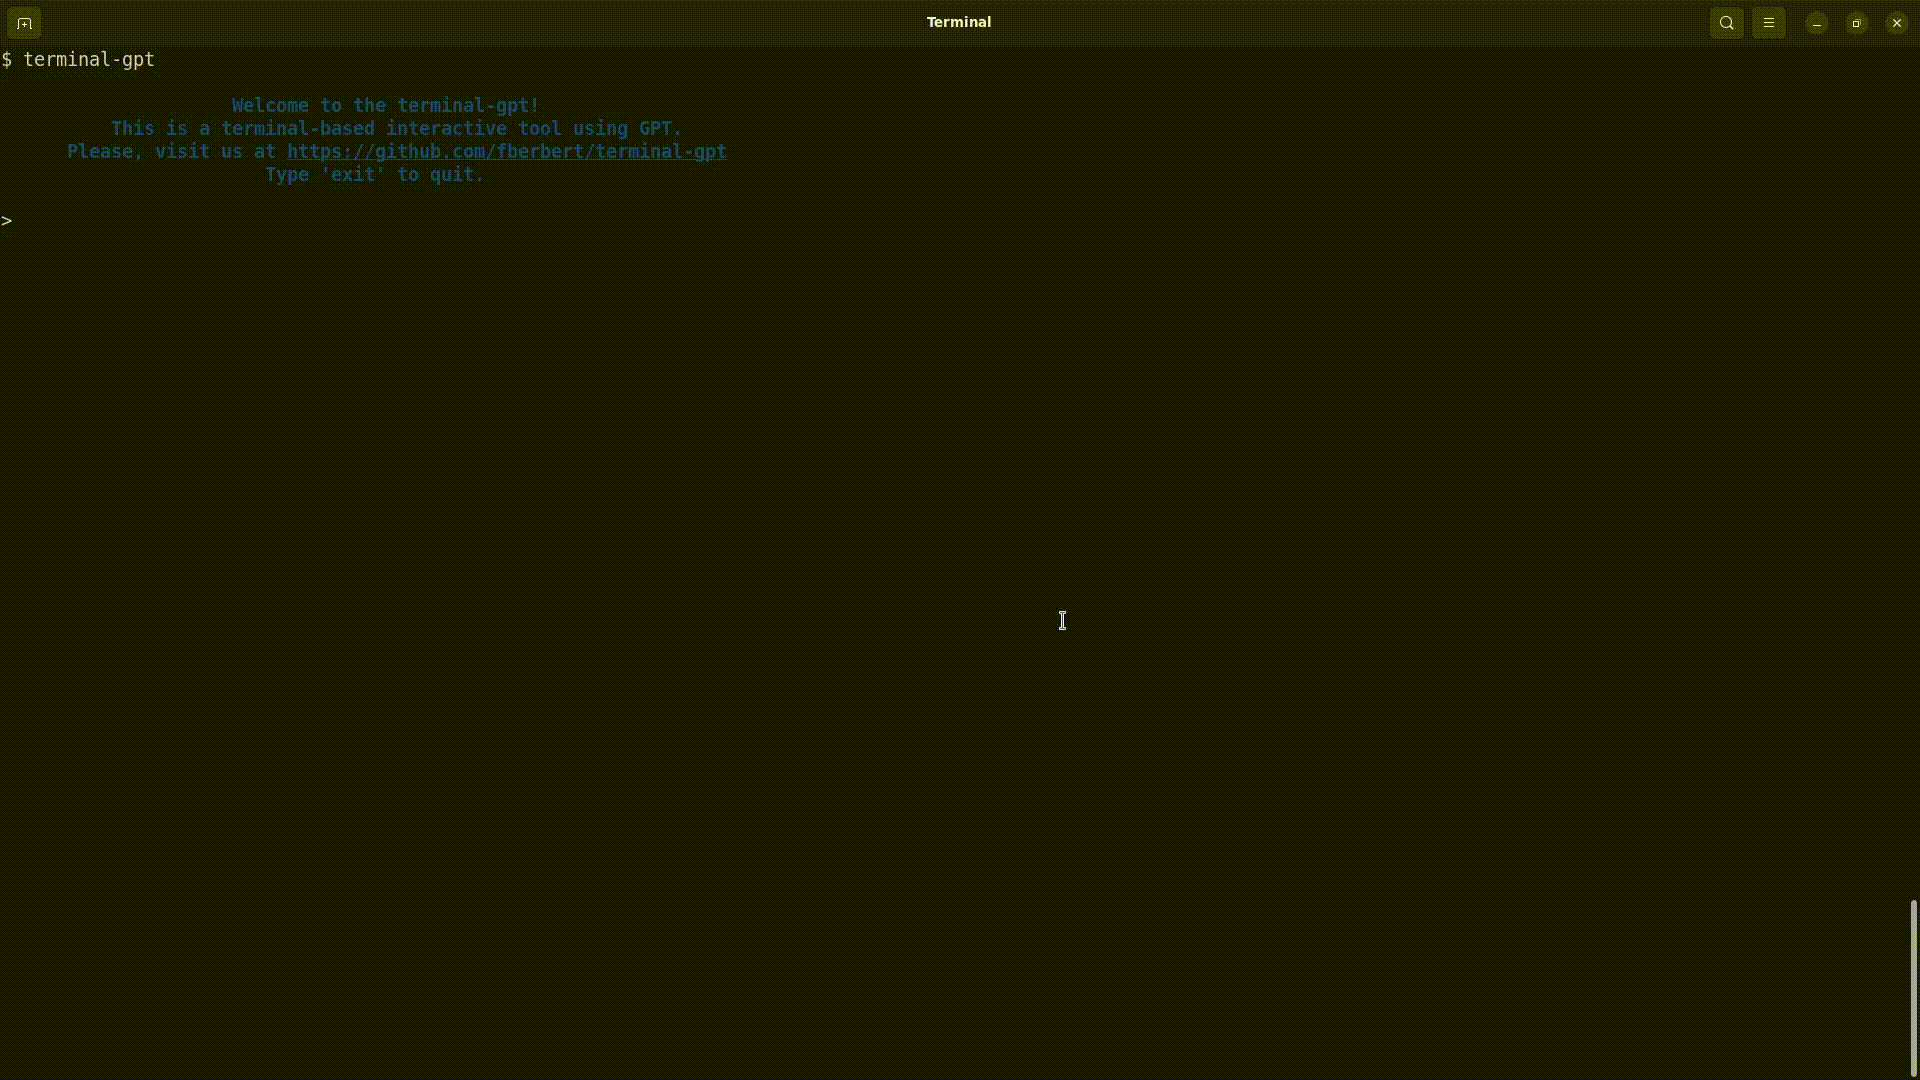 Terminal
$ terminal-gpt
Welcome to the terminal-gpt!
This is a terminal-based interactive tool using GPT.
Please, visit us at https://github.com/fberbert/terminal-gpt
Type 'exit' to quit.
>